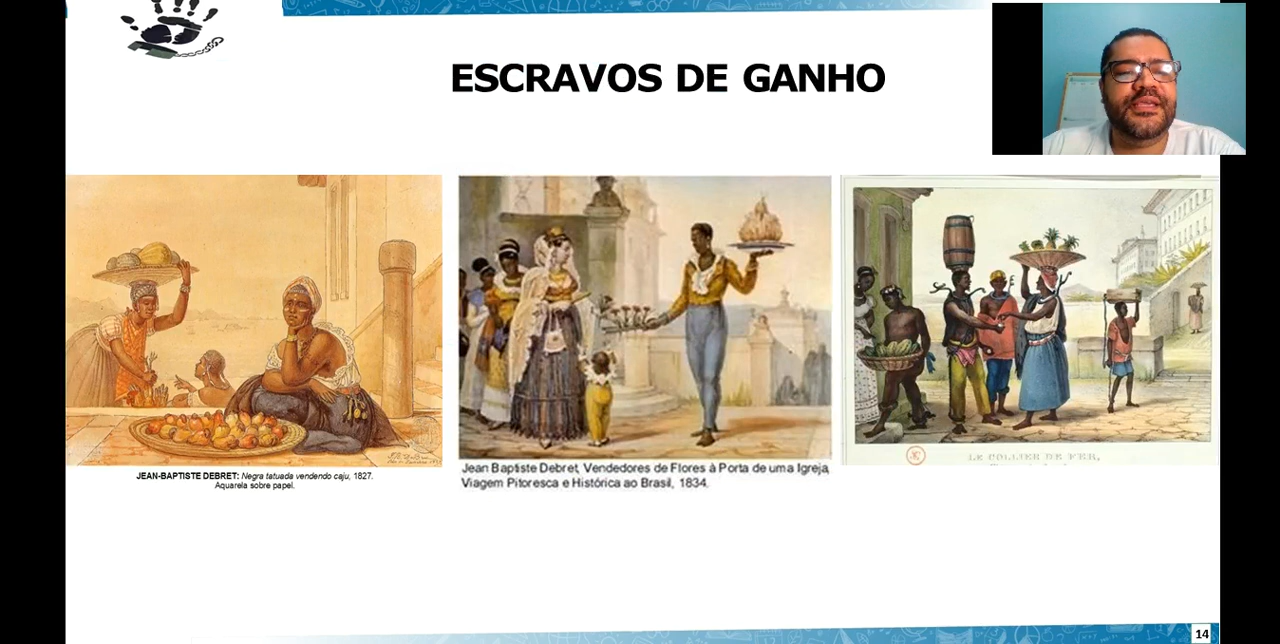 ESCRAVOS DE GANHO
JEAN-BAPTISTE DEBRET: Negra tatuada vendendo caju, 1827.
Aquarela sobre papel.
Jean Baptiste Debret, Vendedores de Flores à Porta de uma Igreja,
Viagem Pitoresca e Histórica ao Brasil, 1834.
LE COLLIER DE FER,
14